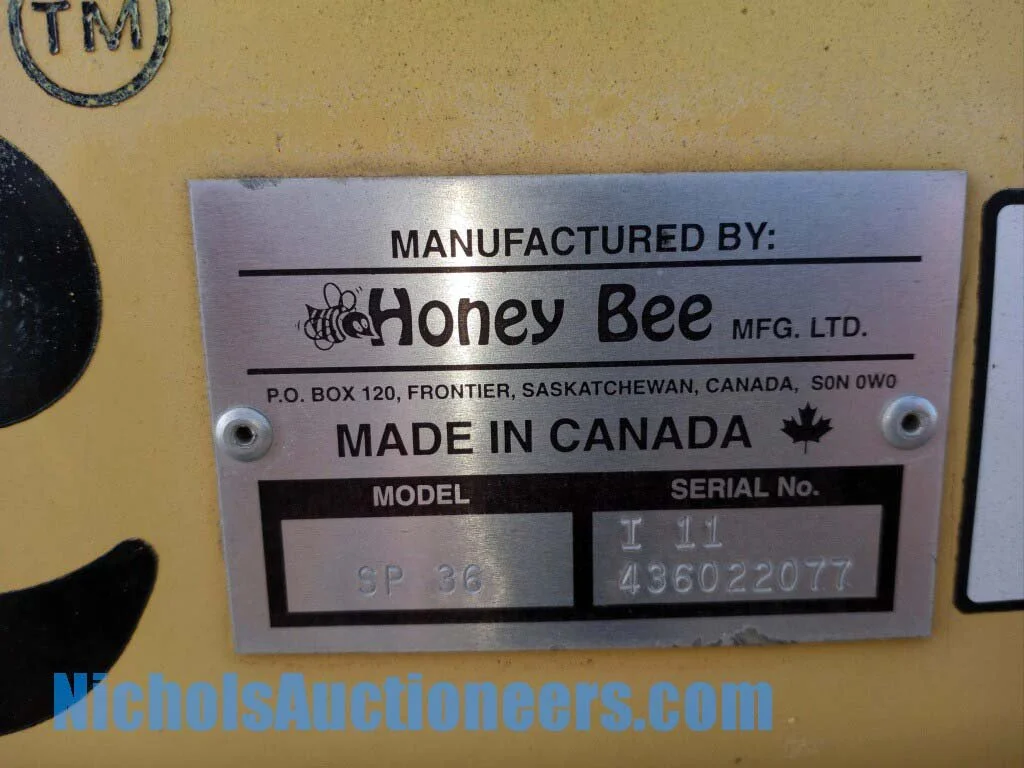 TM
MANUFACTURED BY:
Honey Bee MFG. LTD.
P.O. BOX 120, FRONTIER, SASKATCHEWAN, CANADA, S0N 0W0
MADE IN CANADA
MODEL SERIAL No.
I 11
SP 36 436022077
NicholsAuctioneers.com